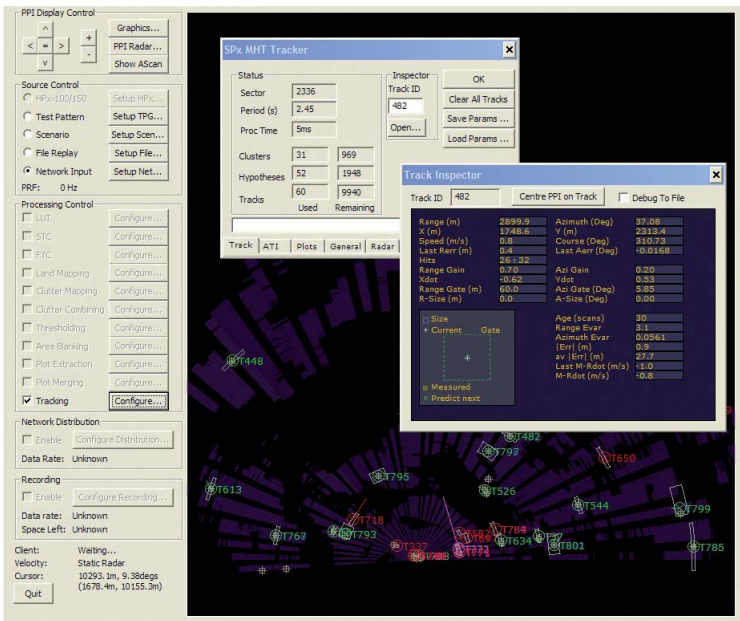 PPI Display Control
^
< = >
v
+
-
Graphics...
PPI Radar...
Show AScan
Source Control
HPx-100/150 Setup HPx...
Test Pattern Setup TPG...
Scenario Setup Scen...
File Replay Setup File...
Network Input Setup Net...
PRF: 0 Hz
Processing Control
LUT Configure...
STC Configure...
FTC Configure...
Land Mapping Configure...
Clutter Mapping Configure...
Clutter Combining Configure...
Thresholding Configure...
Area Blanking Configure...
Plot Extraction Configure...
Plot Merging Configure...
Tracking Configure...
Network Distribution
Enable Configure Distribution...
Data Rate: Unknown
Recording
Enable Configure Recording...
Data rate: Unknown
Space Left: Unknown
Client: Waiting...
Velocity: Static Radar
Cursor: 10293.1m, 9.38degs
(1678.4m, 10155.3m)
Quit
SPx MHT Tracker
Status
Sector 2336
Period (s) 2.45
Proc Time 5ms
Clusters 31 969
Hypotheses 52 1948
Tracks 60 9940
Used Remaining
Inspector
Track ID
482
Open...
OK
Clear All Tracks
Save Params ...
Load Params ...
Track ATI Plots General Radar
Track Inspector
Track ID 482 Centre PPI on Track Debug To File
Range (m) 2899.9 Azimuth (Deg) 37.08
X (m) 1748.6 Y (m) 2313.4
Speed (m/s) 0.8 Course (Deg) 310.73
Last Rerr (m) 0.4 Last Aerr (Deg) -0.0168
Hits 26:32
Range Gain 0.70 Azi Gain 0.20
Xdot -0.62 Ydot 0.53
Range Gate (m) 60.0 Azi Gate (Deg) 5.85
R-Size (m) 0.0 A-Size (Deg) 0.00
Size
Current Gate
Measured
Predict next
Age (scans) 30
Range Evar 3.1
Azimuth Evar 0.0561
|Err| (m) 0.9
av |Err| (m) 27.7
Last M-Rdot (m/s) -1.0
M-Rdot (m/s) -0.8
T448
T482
T797
T650
T795
T613
T526
T544
T799
T718
T767
T793
T784
T634
T801
T785
T337